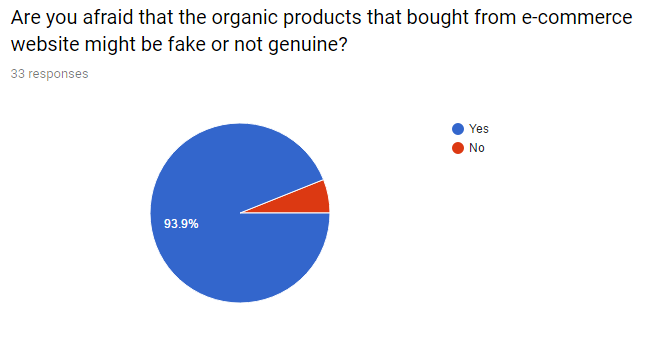 Are you afraid that the organic products that bought from e-commerce
website might be fake or not genuine?
33 responses
Yes
No
93.9%